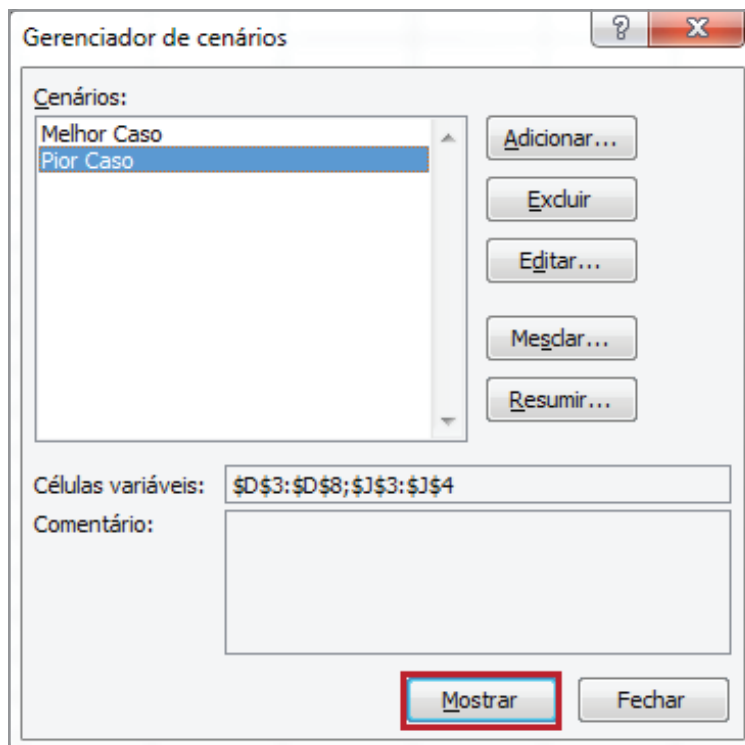 Gerenciador de cenários
Cenários:
Melhor Caso
Pior Caso
Adicionar...
Excluir
Editar...
Mesclar...
Resumir...
Células variáveis: $D$3:$D$8;$J$3:$J$4
Comentário:
Mostrar Fechar